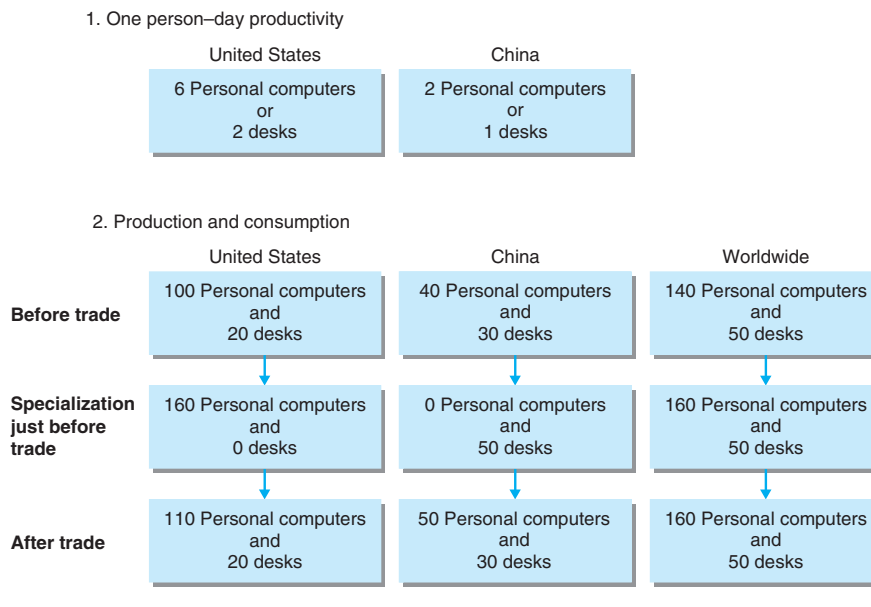 1. One person–day productivity
United States
China
6 Personal computers
or
2 desks
2 Personal computers
or
1 desks
2. Production and consumption
United States
China
Worldwide
Before trade
100 Personal computers
and
20 desks
40 Personal computers
and
30 desks
140 Personal computers
and
50 desks
Specialization
just before
trade
160 Personal computers
and
0 desks
0 Personal computers
and
50 desks
160 Personal computers
and
50 desks
After trade
110 Personal computers
and
20 desks
50 Personal computers
and
30 desks
160 Personal computers
and
50 desks